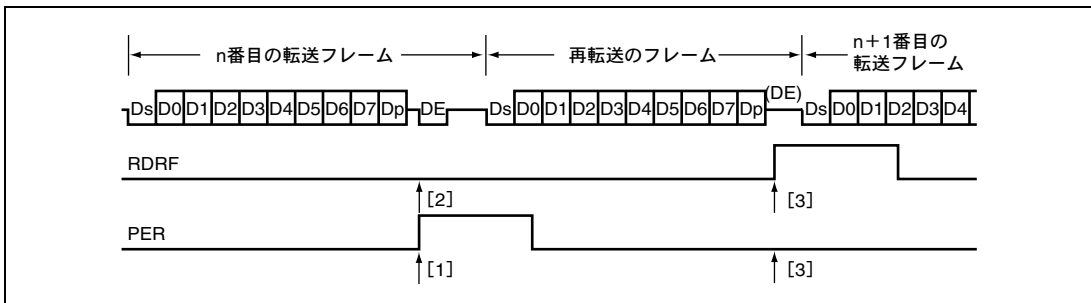 n番目の転送フレーム
再転送のフレーム
n+1番目の
転送フレーム
Ds D0 D1 D2 D3 D4 D5 D6 D7 Dp DE Ds D0 D1 D2 D3 D4 D5 D6 D7 Dp (DE) Ds D0 D1 D2 D3 D4
RDRF
[2] [3]
PER
[1] [3]